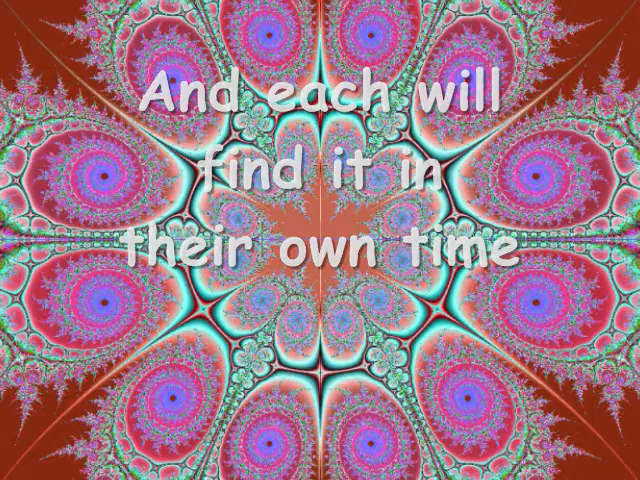 And each will
find it in
their own time